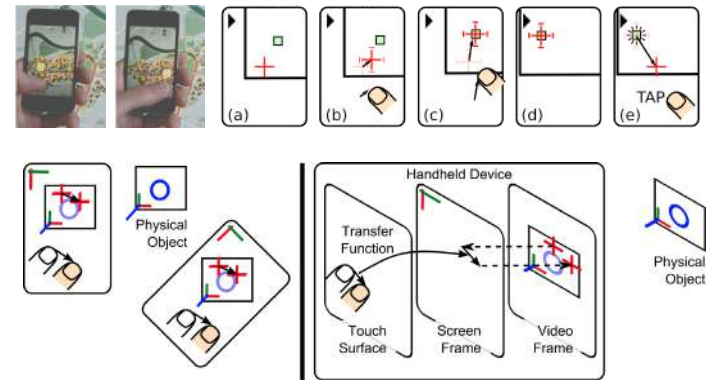 (a)
(b)
(c)
(d)
(e)
TAP
Physical
Object
Handheld Device
Transfer
Function
Touch
Surface
Screen
Frame
Video
Frame
Physical
Object